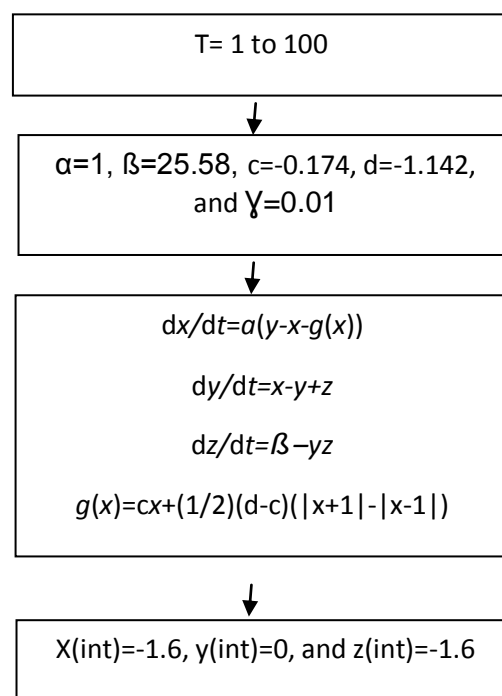 T= 1 to 100
α=1, ß=25.58, c=-0.174, d=-1.142,
and Ɣ=0.01
dx/dt=a(y-x-g(x))
dy/dt=x-y+z
dz/dt=ß–yz
g(x)=cx+(1/2)(d-c)(|x+1|-|x-1|)
X(int)=-1.6, y(int)=0, and z(int)=-1.6